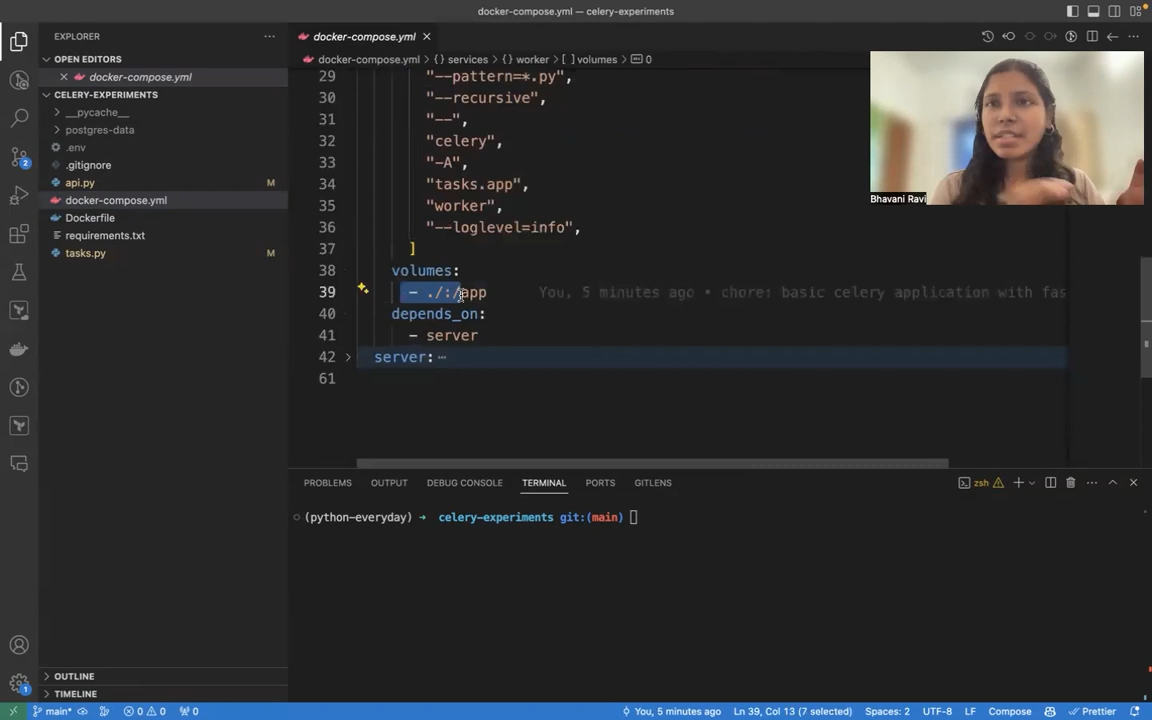 docker-compose.yml — celery-experiments
EXPLORER
OPEN EDITORS
docker-compose.yml
CELERY-EXPERIMENTS
__pycache__
postgres-data
.env
.gitignore
api.py M
docker-compose.yml
Dockerfile
requirements.txt
tasks.py M
OUTLINE
TIMELINE
2
1
docker-compose.yml
docker-compose.yml > {} services > {} worker > [ ] volumes > 0
29 "--pattern=*.py",
30 "--recursive",
31 "--",
32 "celery",
33 "-A",
34 "tasks.app",
35 "worker",
36 "--loglevel=info",
37 ]
38 volumes:
39 - ./:/app You, 5 minutes ago • chore: basic celery application with fas
40 depends_on:
41 - server
42 server: ⋯
61
Bhavani Ravi
PROBLEMS OUTPUT DEBUG CONSOLE TERMINAL PORTS GITLENS
zsh
(python-everyday) → celery-experiments git:(main)
main* 0 0 0 You, 5 minutes ago Ln 39, Col 13 (7 selected) Spaces: 2 UTF-8 LF Compose Prettier